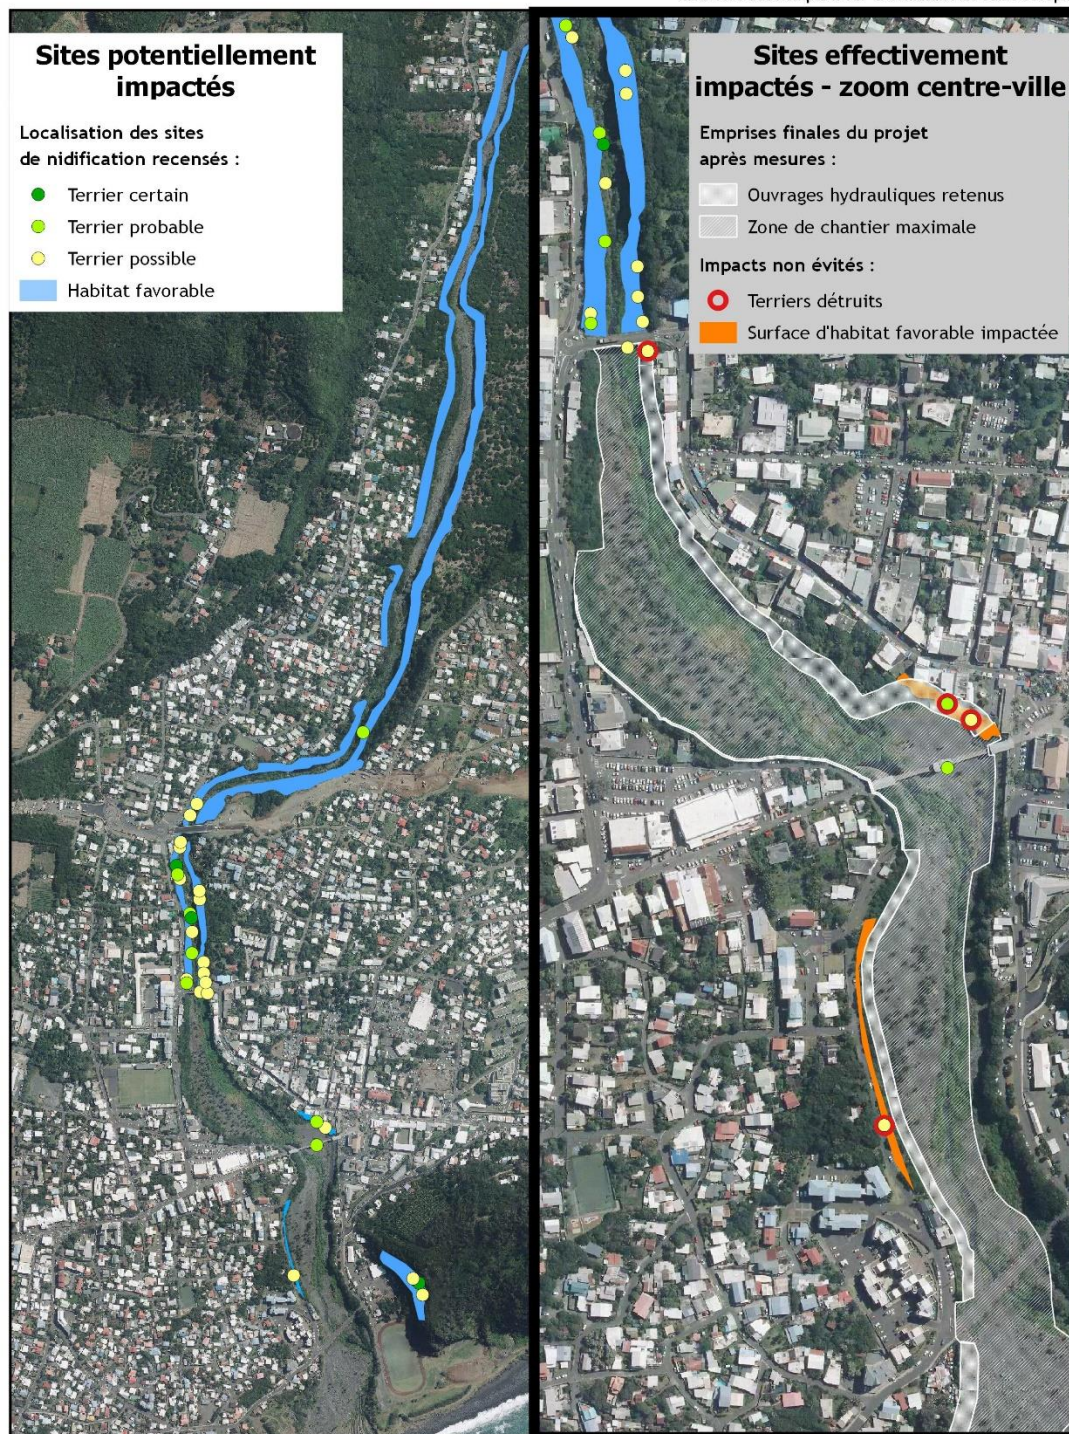 Sites potentiellement
impactés
Localisation des sites
de nidification recensés :
Terrier certain
Terrier probable
Terrier possible
Habitat favorable
Sites effectivement
impactés - zoom centre-ville
Emprises finales du projet
après mesures :
Ouvrages hydrauliques retenus
Zone de chantier maximale
Impacts non évités :
Terriers détruits
Surface d'habitat favorable impactée